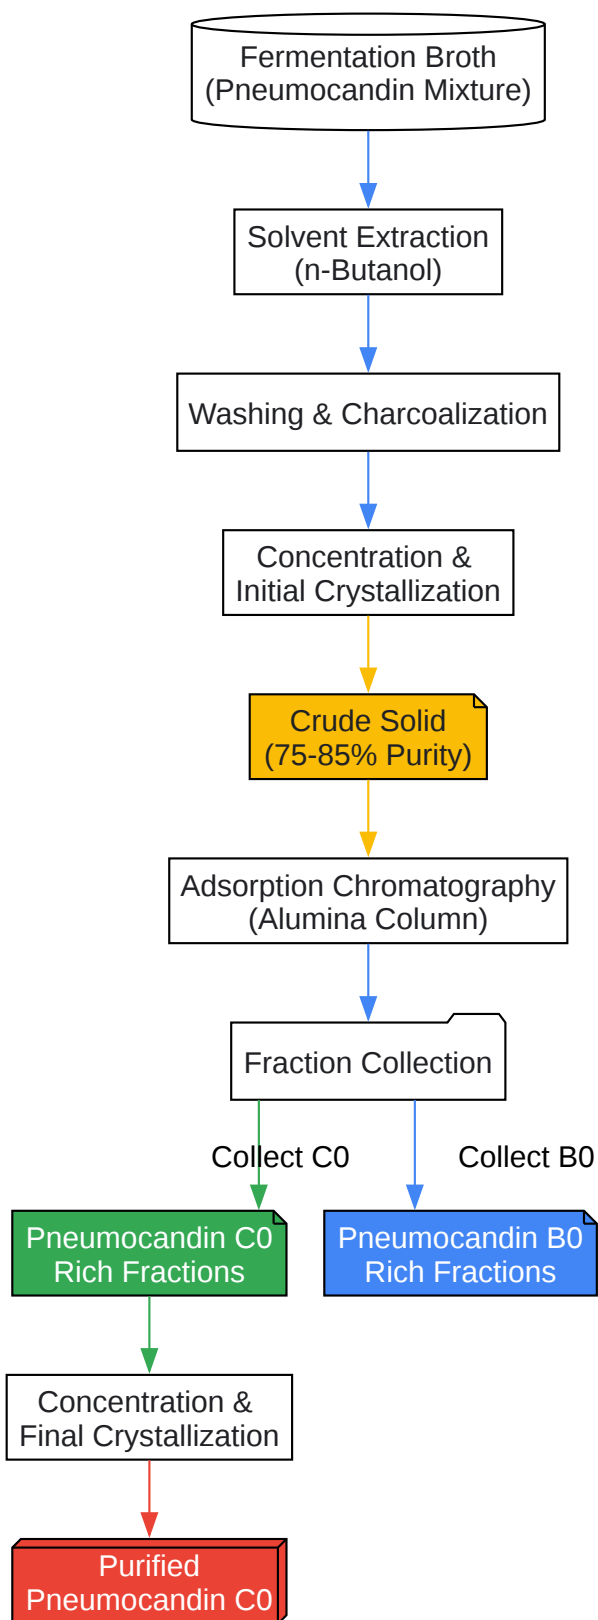 Fermentation Broth
(Pneumocandin Mixture)
Solvent Extraction
(n-Butanol)
Washing & Charcoalization
Concentration &
Initial Crystallization
Crude Solid
(75-85% Purity)
Adsorption Chromatography
(Alumina Column)
Fraction Collection
Collect C0
Collect B0
Pneumocandin C0
Rich Fractions
Pneumocandin B0
Rich Fractions
Concentration &
Final Crystallization
Purified
Pneumocandin C0